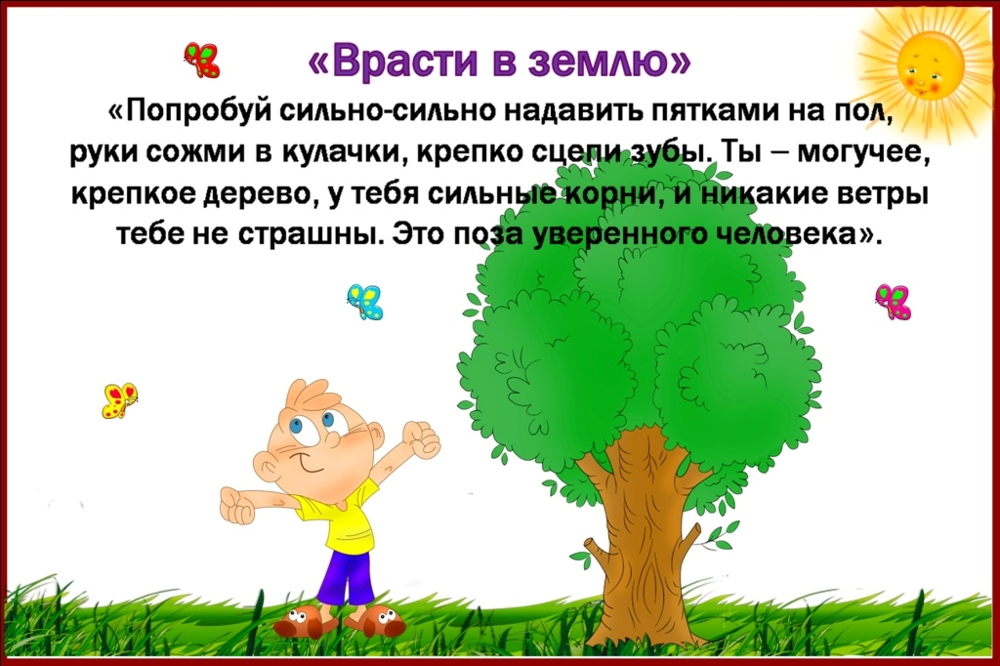 «Врасти в землю»
«Попробуй сильно-сильно надавить пятками на пол,
руки сожми в кулачки, крепко сцепи зубы. Ты – могучее,
крепкое дерево, у тебя сильные корни, и никакие ветры
тебе не страшны. Это поза уверенного человека».